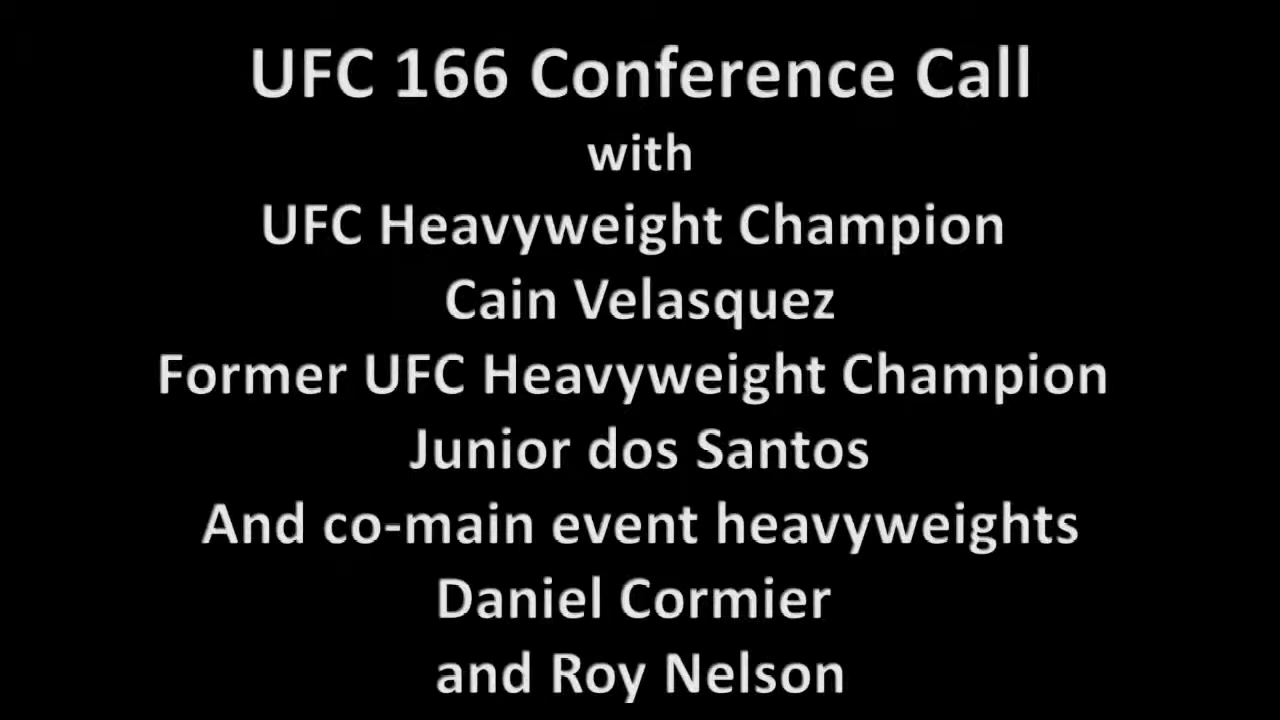 UFC 166 Conference Call
with
UFC Heavyweight Champion
Cain Velasquez
Former UFC Heavyweight Champion
Junior dos Santos
And co-main event heavyweights
Daniel Cormier
and Roy Nelson